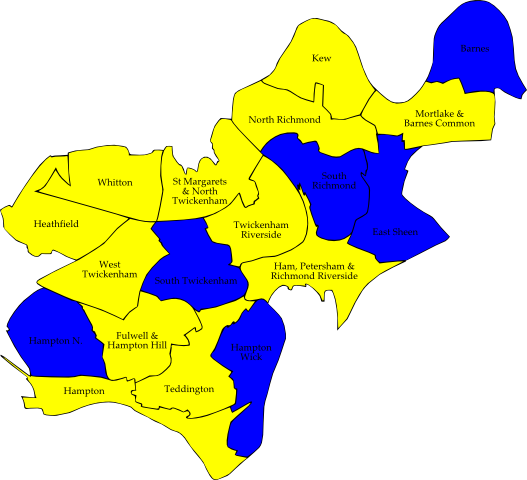 Barnes
Kew
North Richmond
Mortlake &
Barnes Common
South
Richmond
Whitton
St Margarets
& North
Twickenham
Heathfield
Twickenham
Riverside
East Sheen
West
Twickenham
Ham, Petersham &
Richmond Riverside
South Twickenham
Hampton N.
Fulwell &
Hampton Hill
Hampton
Wick
Hampton
Teddington